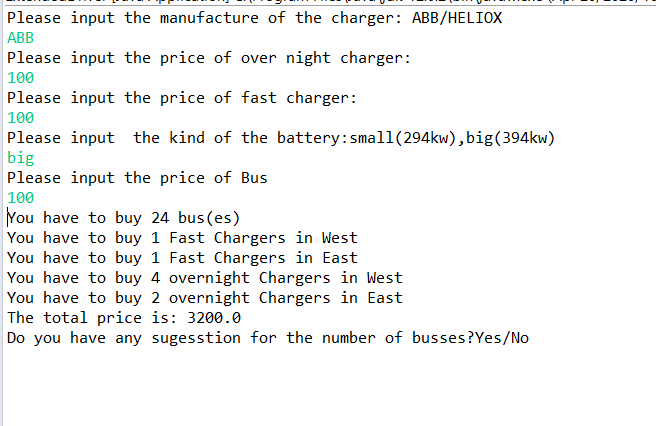 Please input the manufacture of the charger: ABB/HELIOX
ABB
Please input the price of over night charger:
100
Please input the price of fast charger:
100
Please input  the kind of the battery:small(294kw),big(394kw)
big
Please input the price of Bus
100
You have to buy 24 bus(es)
You have to buy 1 Fast Chargers in West
You have to buy 1 Fast Chargers in East
You have to buy 4 overnight Chargers in West
You have to buy 2 overnight Chargers in East
The total price is: 3200.0
Do you have any sugesstion for the number of busses?Yes/No